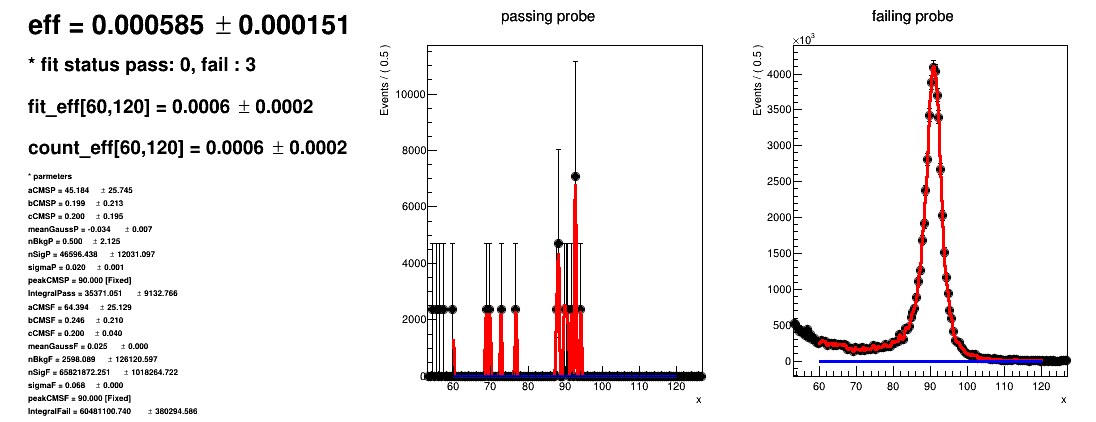 eff = 0.000585 ± 0.000151
* fit status pass: 0, fail : 3
fit_eff[60,120] = 0.0006 ± 0.0002
count_eff[60,120] = 0.0006 ± 0.0002
* parmeters
aCMSP = 45.184 ± 25.745
bCMSP = 0.199 ± 0.213
cCMSP = 0.200 ± 0.195
meanGaussP = -0.034 ± 0.007
nBkgP = 0.500 ± 2.125
nSigP = 46596.438 ± 12031.097
sigmaP = 0.020 ± 0.001
peakCMSP = 90.000 [Fixed]
IntegralPass = 35371.051 ± 9132.766
aCMSF = 64.394 ± 25.129
bCMSF = 0.246 ± 0.210
cCMSF = 0.200 ± 0.040
meanGaussF = 0.025 ± 0.000
nBkgF = 2598.089 ± 126120.597
nSigF = 65821872.251 ± 1018264.722
sigmaF = 0.068 ± 0.000
peakCMSF = 90.000 [Fixed]
IntegralFail = 60481100.740 ± 380294.586
passing probe
Events / ( 0.5 )
10000
8000
6000
4000
2000
0
60 70 80 90 100 110 120
x
failing probe
×10³
Events / ( 0.5 )
4000
3500
3000
2500
2000
1500
1000
500
0
60 70 80 90 100 110 120
x